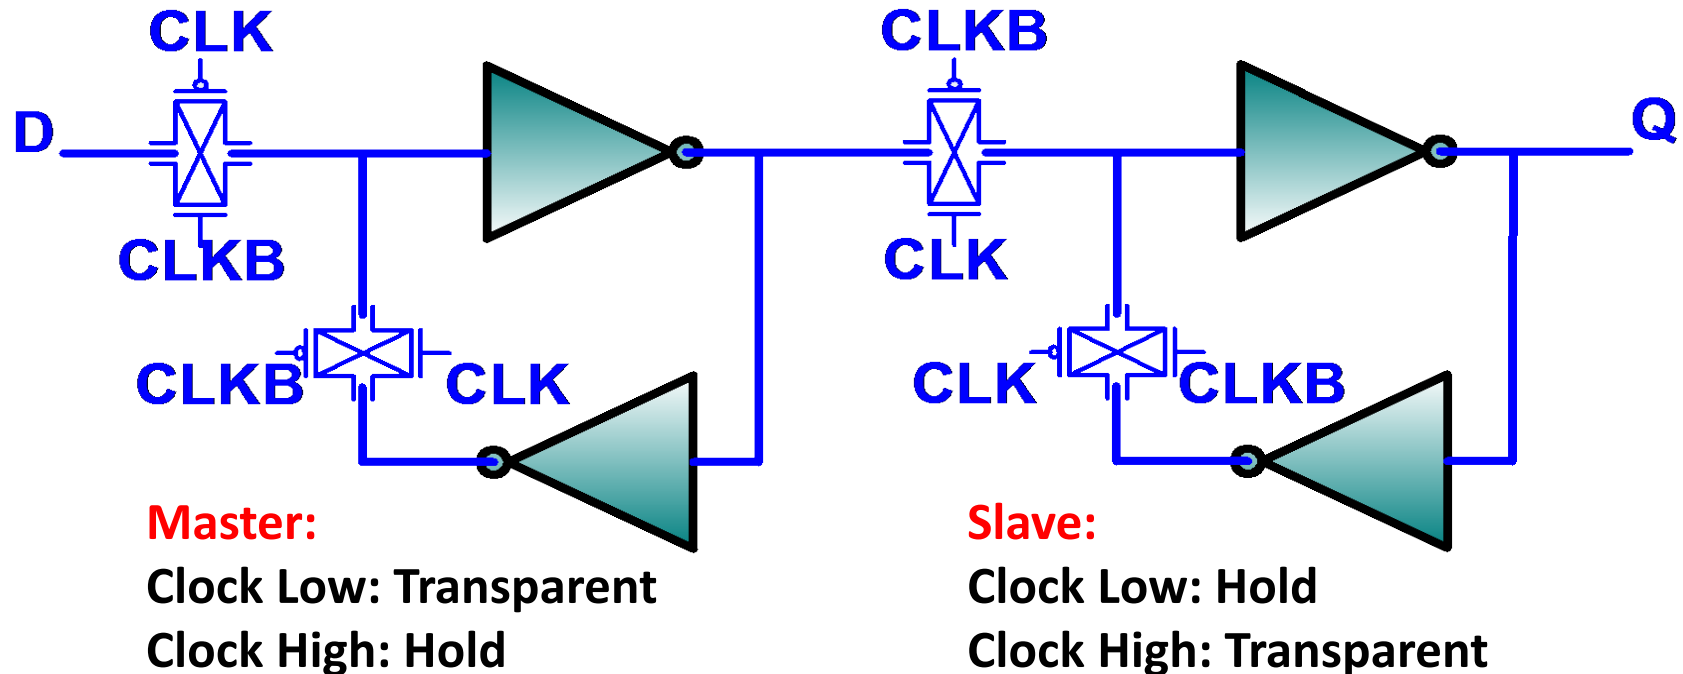 CLK
CLKB
D
Q
CLKB
CLK
CLKB
CLK
CLK
CLKB
Master:
Clock Low: Transparent
Clock High: Hold
Slave:
Clock Low: Hold
Clock High: Transparent